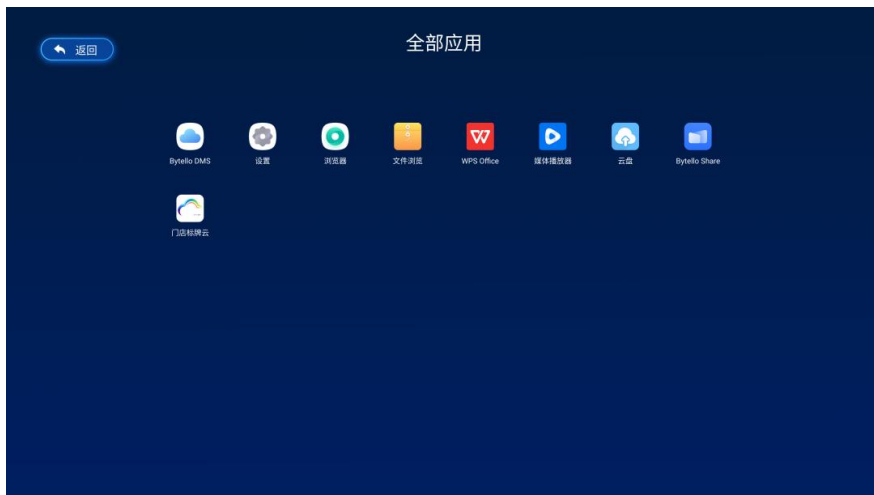 返回
全部应用
Bytello DMS
设置
浏览器
文件浏览
WPS Office
媒体播放器
云盘
Bytello Share
门店标牌云